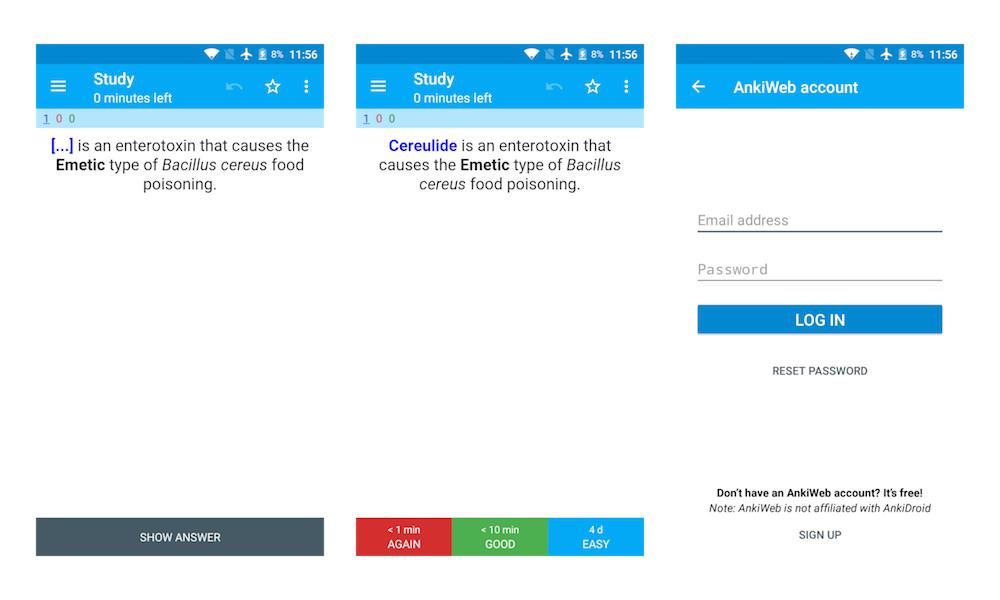 8% 11:56
Study
0 minutes left
1 0 0
[...] is an enterotoxin that causes the
Emetic type of Bacillus cereus food
poisoning.
SHOW ANSWER
8% 11:56
Study
0 minutes left
1 0 0
Cereulide is an enterotoxin that
causes the Emetic type of Bacillus
cereus food poisoning.
< 1 min
AGAIN
< 10 min
GOOD
4 d
EASY
8% 11:56
AnkiWeb account
Email address
Password
LOG IN
RESET PASSWORD
Don’t have an AnkiWeb account? It’s free!
Note: AnkiWeb is not affiliated with AnkiDroid
SIGN UP